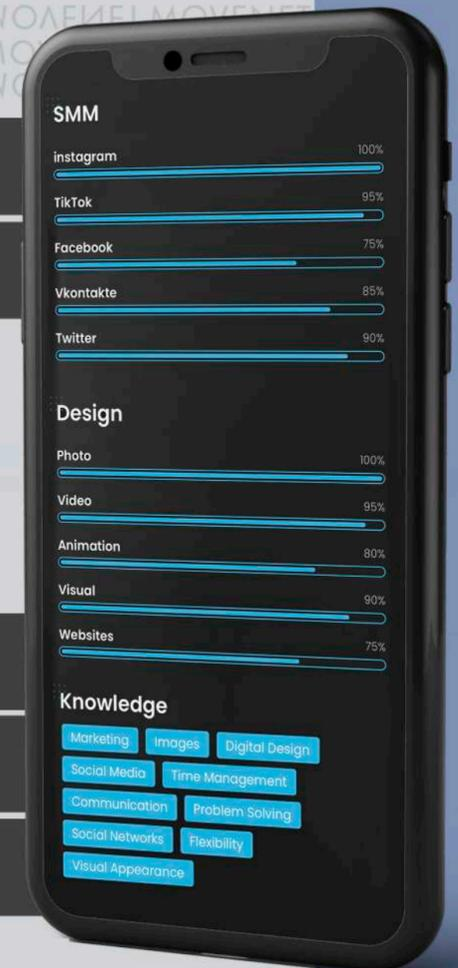 SMM
instagram 100%
TikTok 95%
Facebook 75%
Vkontakte 85%
Twitter 90%
Design
Photo 100%
Video 95%
Animation 80%
Visual 90%
Websites 75%
Knowledge
Marketing Images Digital Design
Social Media Time Management
Communication Problem Solving
Social Networks Flexibility
Visual Appearance